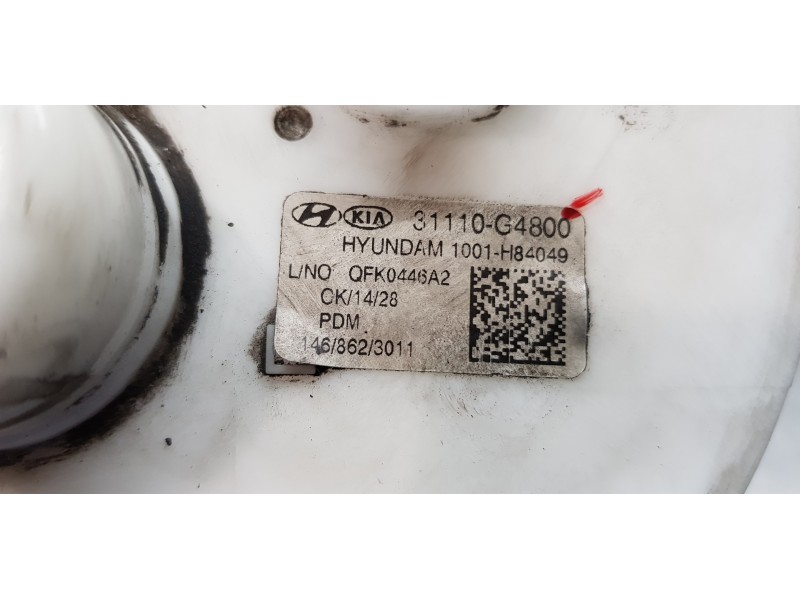 KIA 31110-G4800
HYUNDAM 1001-H84049
L/NO QFK0446A2
CK/14/28
PDM
146/862/3011